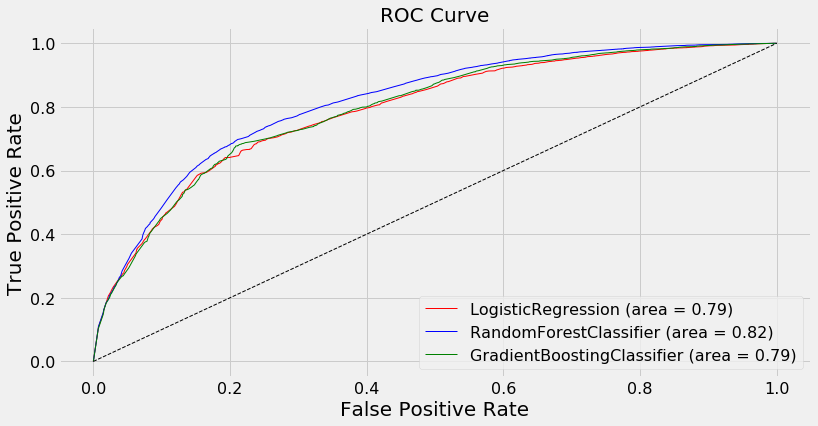 ROC Curve
True Positive Rate
1.0
0.8
0.6
0.4
0.2
0.0
LogisticRegression (area = 0.79)
RandomForestClassifier (area = 0.82)
GradientBoostingClassifier (area = 0.79)
0.0 0.2 0.4 0.6 0.8 1.0
False Positive Rate